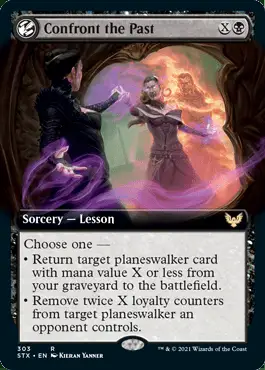 Confront the Past X
Sorcery — Lesson
Choose one —
• Return target planeswalker card
with mana value X or less from
your graveyard to the battlefield.
• Remove twice X loyalty counters
from target planeswalker an
opponent controls.
303 R
STX • EN KIERAN YANNER
™ & © 2021 Wizards of the Coast